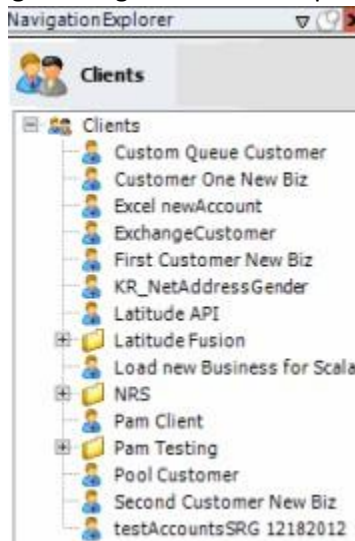 NavigationExplorer
Clients
Clients
Custom Queue Customer
Customer One New Biz
Excel newAccount
ExchangeCustomer
First Customer New Biz
KR_NetAddressGender
Latitude API
Latitude Fusion
Load new Business for Scala
NRS
Pam Client
Pam Testing
Pool Customer
Second Customer New Biz
testAccountsSRG 12182012